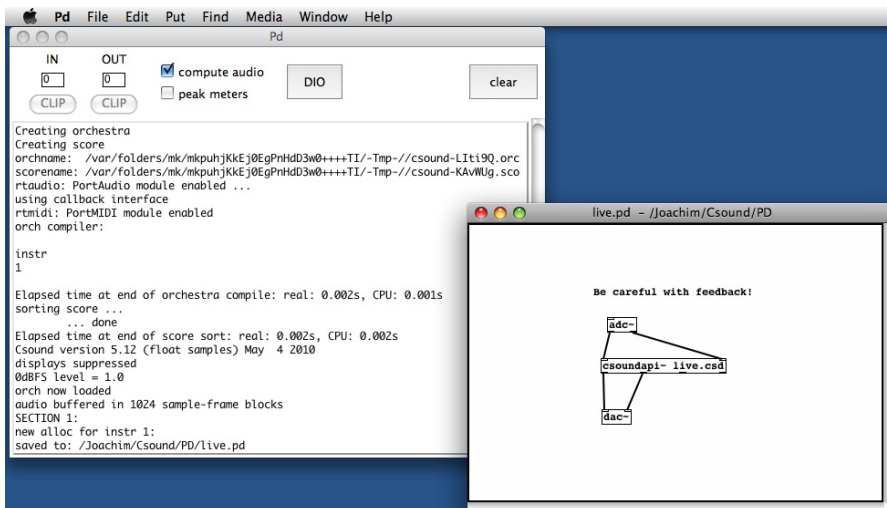 Pd File Edit Put Find Media Window Help
Pd
IN OUT
0 0
CLIP CLIP
compute audio
peak meters
DIO
clear
Creating orchestra
Creating score
orchname: /var/folders/mk/mkpuhjKkEj0EgPnHdD3w0++++TI/-Tmp-//csound-LIti9Q.orc
scorename: /var/folders/mk/mkpuhjKkEj0EgPnHdD3w0++++TI/-Tmp-//csound-KAvWUg.sco
rtaudio: PortAudio module enabled ...
using callback interface
rtmidi: PortMIDI module enabled
orch compiler:
instr
1
Elapsed time at end of orchestra compile: real: 0.002s, CPU: 0.001s
sorting score ...
... done
Elapsed time at end of score sort: real: 0.002s, CPU: 0.002s
Csound version 5.12 (float samples) May 4 2010
displays suppressed
0dBFS level = 1.0
orch now loaded
audio buffered in 1024 sample-frame blocks
SECTION 1:
new alloc for instr 1:
saved to: /Joachim/Csound/PD/live.pd
live.pd - /Joachim/Csound/PD
Be careful with feedback!
adc~
csoundapi~ live.csd
dac~